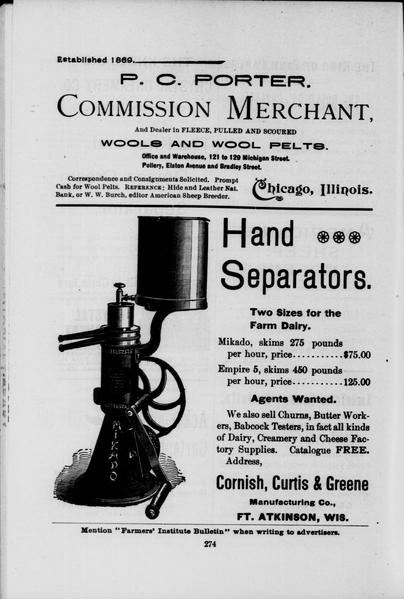 Established 1869.
P. C. PORTER.
COMMISSION MERCHANT,
And Dealer in FLEECE, PULLED AND SCOURED
WOOLS AND WOOL PELTS.
Office and Warehouse, 121 to 129 Michigan Street.
Pullery, Elston Avenue and Bradley Street.
Correspondence and Consignments Solicited. Prompt
Cash for Wool Pelts. REFERENCE: Hide and Leather Nat.
Bank, or W. W. Burch, editor American Sheep Breeder.
Chicago, Illinois.
Hand
Separators.
Two Sizes for the
Farm Dairy.
Mikado, skims 275 pounds
per hour, price...........$75.00
Empire 5, skims 450 pounds
per hour, price........... 125.00
Agents Wanted.
We also sell Churns, Butter Work-
ers, Babcock Testers, in fact all kinds
of Dairy, Creamery and Cheese Fac-
tory Supplies. Catalogue FREE.
Address,
Cornish, Curtis & Greene
Manufacturing Co.,
FT. ATKINSON, WIS.
MIKADO
Mention "Farmers' Institute Bulletin" when writing to advertisers.
274